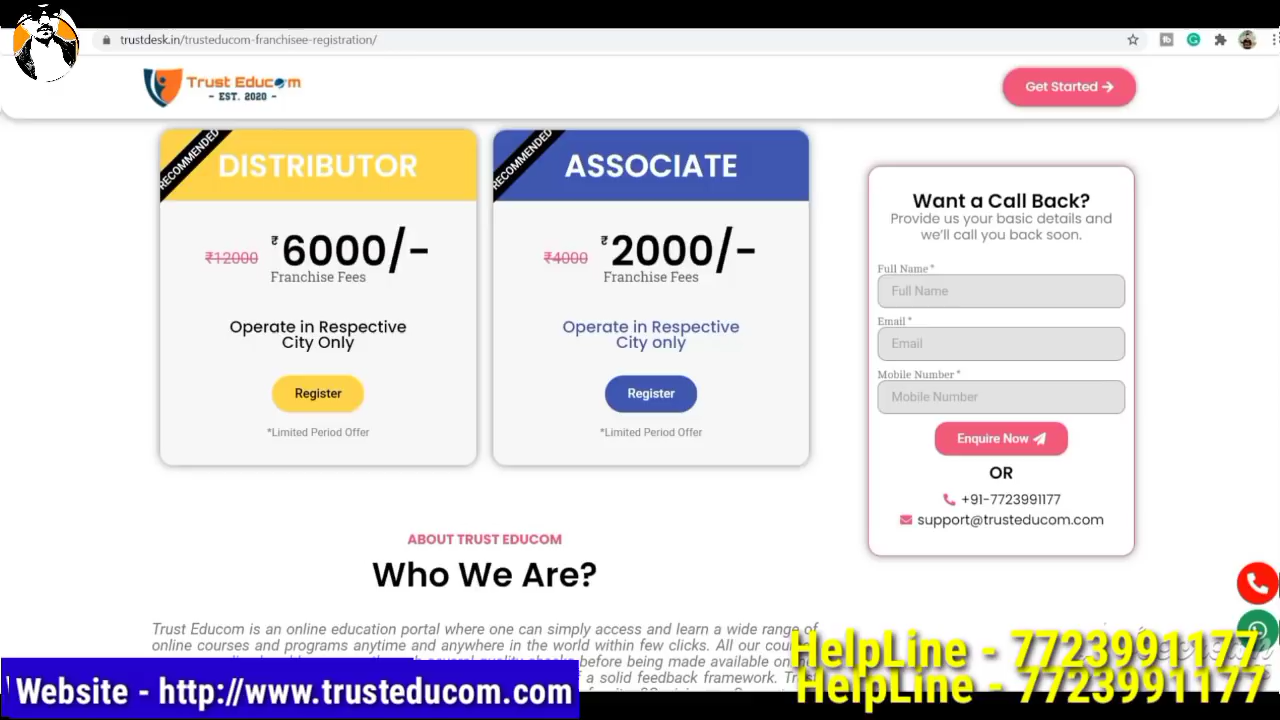 trustdesk.in/trusteducom-franchisee-registration/
Trust Educom
- EST. 2020 -
Get Started
RECOMMENDED
DISTRIBUTOR
₹12000 ₹6000/-
Franchise Fees
Operate in Respective
City Only
Register
*Limited Period Offer
RECOMMENDED
ASSOCIATE
₹4000 ₹2000/-
Franchise Fees
Operate in Respective
City only
Register
*Limited Period Offer
Want a Call Back?
Provide us your basic details and
we'll call you back soon.
Full Name *
Full Name
Email *
Email
Mobile Number *
Mobile Number
Enquire Now
OR
+91-7723991177
support@trusteducom.com
ABOUT TRUST EDUCOM
Who We Are?
Trust Educom is an online education portal where one can simply access and learn a wide range of
online courses and programs anytime and anywhere in the world within few clicks. All our
before being made available
of a solid feedback framework.
HelpLine - 7723991177
HelpLine - 7723991177
Website - http://www.trusteducom.com